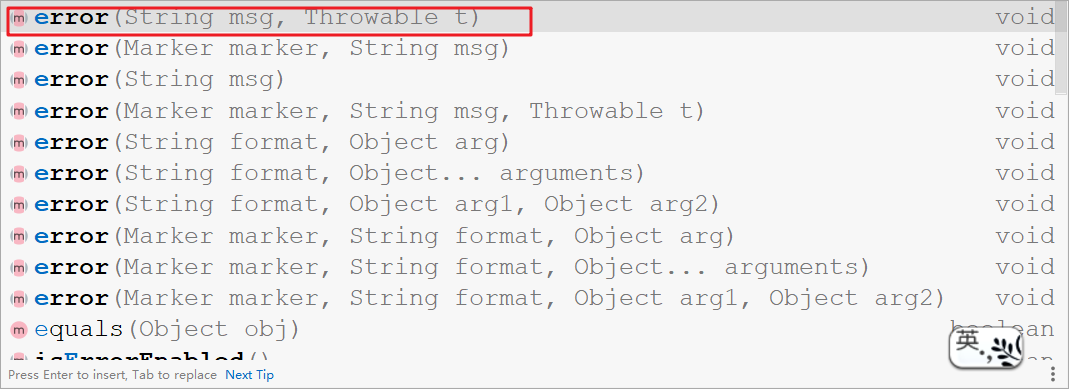 m error(String msg, Throwable t) void
m error(Marker marker, String msg) void
m error(String msg) void
m error(Marker marker, String msg, Throwable t) void
m error(String format, Object arg) void
m error(String format, Object... arguments) void
m error(String format, Object arg1, Object arg2) void
m error(Marker marker, String format, Object arg) void
m error(Marker marker, String format, Object... arguments) void
m error(Marker marker, String format, Object arg1, Object arg2) void
m equals(Object obj) boolean
m isErrorEnabled()
英
Press Enter to insert, Tab to replace Next Tip